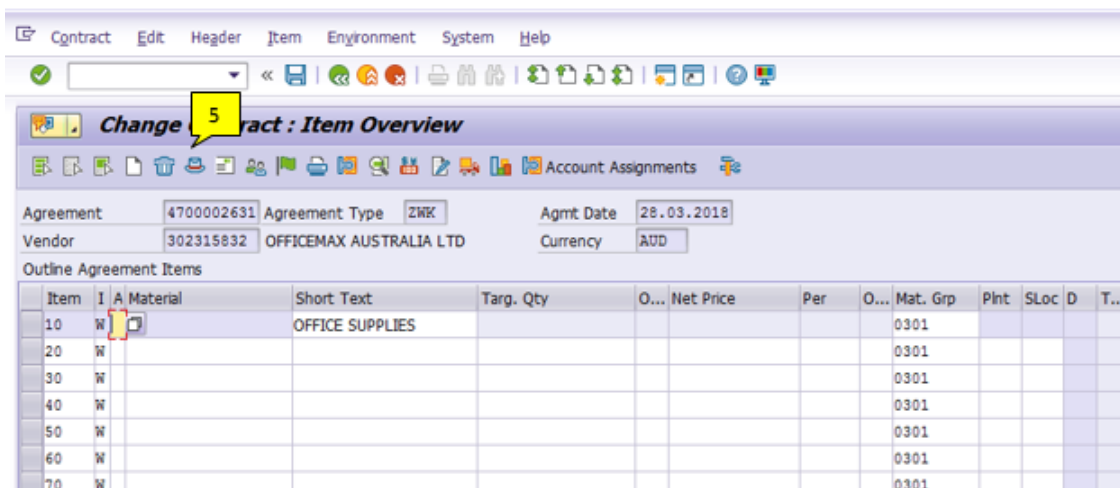 Contract Edit Header Item Environment System Help
5
Change Contract : Item Overview
Account Assignments
Agreement 4700002631 Agreement Type ZWK Agmt Date 28.03.2018
Vendor 302315832 OFFICEMAX AUSTRALIA LTD Currency AUD
Outline Agreement Items
Item I A Material Short Text Targ. Qty O... Net Price Per O... Mat. Grp Plnt SLoc D T...
10 W OFFICE SUPPLIES 0301
20 W 0301
30 W 0301
40 W 0301
50 W 0301
60 W 0301
70 W 0301